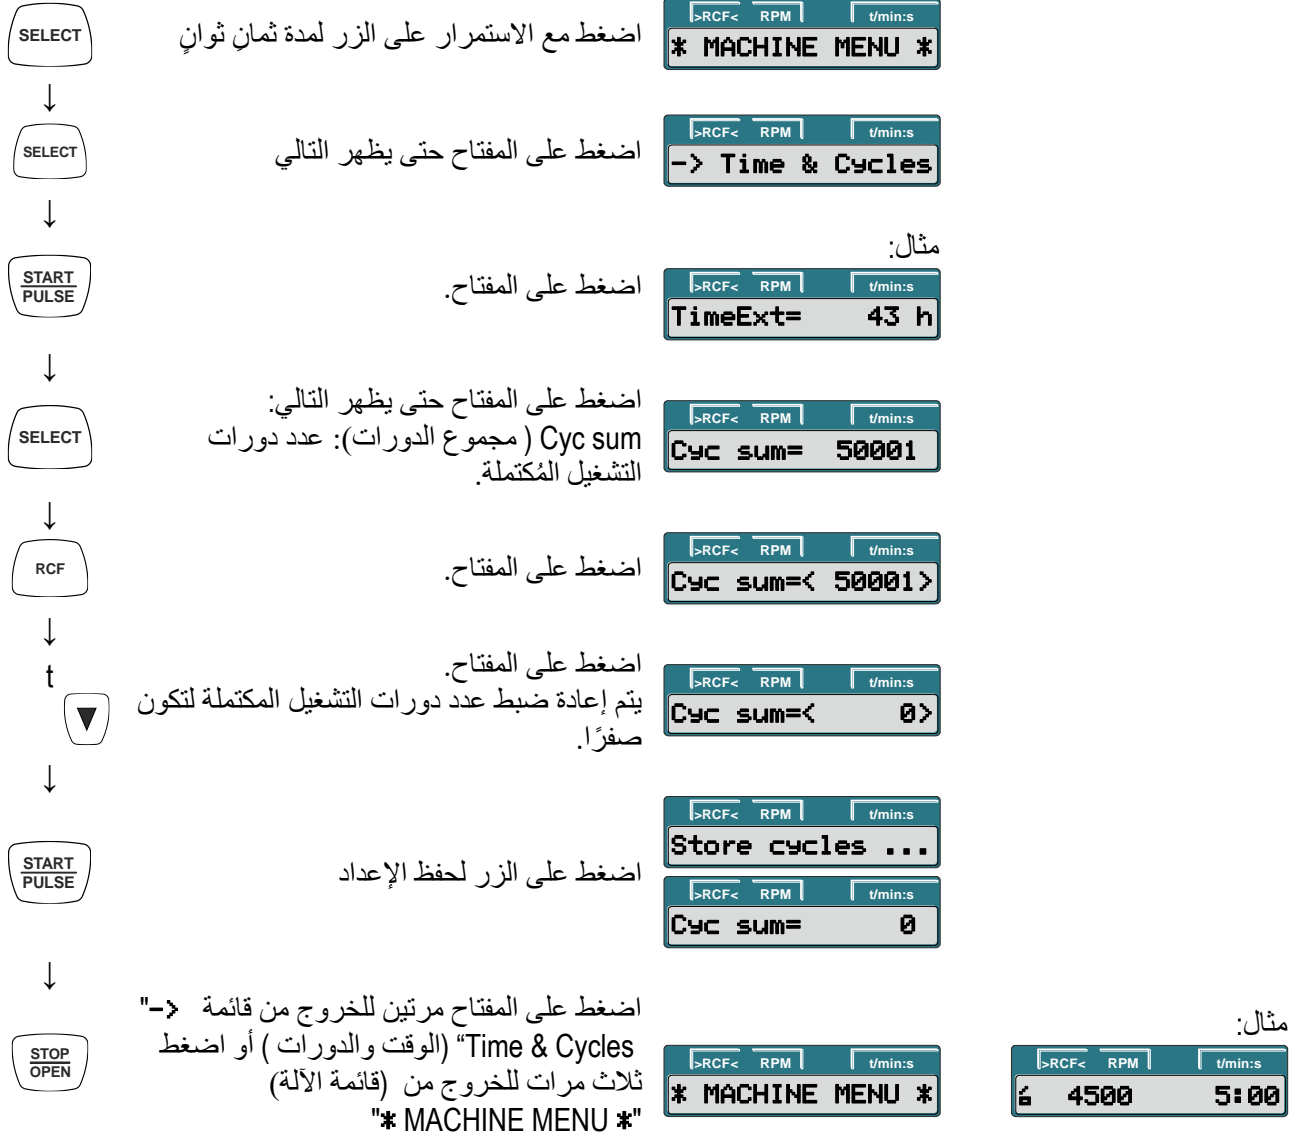 SELECT
اضغط مع الاستمرار على الزر لمدة ثمانِ ثوانٍ
>RCF< RPM t/min:s
* MACHINE MENU *
↓
SELECT
اضغط على المفتاح حتى يظهر التالي
>RCF< RPM t/min:s
-> Time & Cycles
↓
START
PULSE
اضغط على المفتاح.
مثال:
>RCF< RPM t/min:s
TimeExt= 43 h
↓
SELECT
اضغط على المفتاح حتى يظهر التالي:
Cyc sum ( مجموع الدورات): عدد دورات
التشغيل المُكتملة.
>RCF< RPM t/min:s
Cyc sum= 50001
↓
RCF
اضغط على المفتاح.
>RCF< RPM t/min:s
Cyc sum=< 50001>
↓
t
▼
اضغط على المفتاح.
يتم إعادة ضبط عدد دورات التشغيل المكتملة لتكون
صفرًا.
>RCF< RPM t/min:s
Cyc sum=< 0>
↓
START
PULSE
اضغط على الزر لحفظ الإعداد
>RCF< RPM t/min:s
Store cycles ...
>RCF< RPM t/min:s
Cyc sum= 0
↓
STOP
OPEN
اضغط على المفتاح مرتين للخروج من قائمة "->
Time & Cycles“ (الوقت والدورات ) أو اضغط
ثلاث مرات للخروج من (قائمة الآلة)
"* MACHINE MENU *"
>RCF< RPM t/min:s
* MACHINE MENU *
مثال:
>RCF< RPM t/min:s
4500 5:00